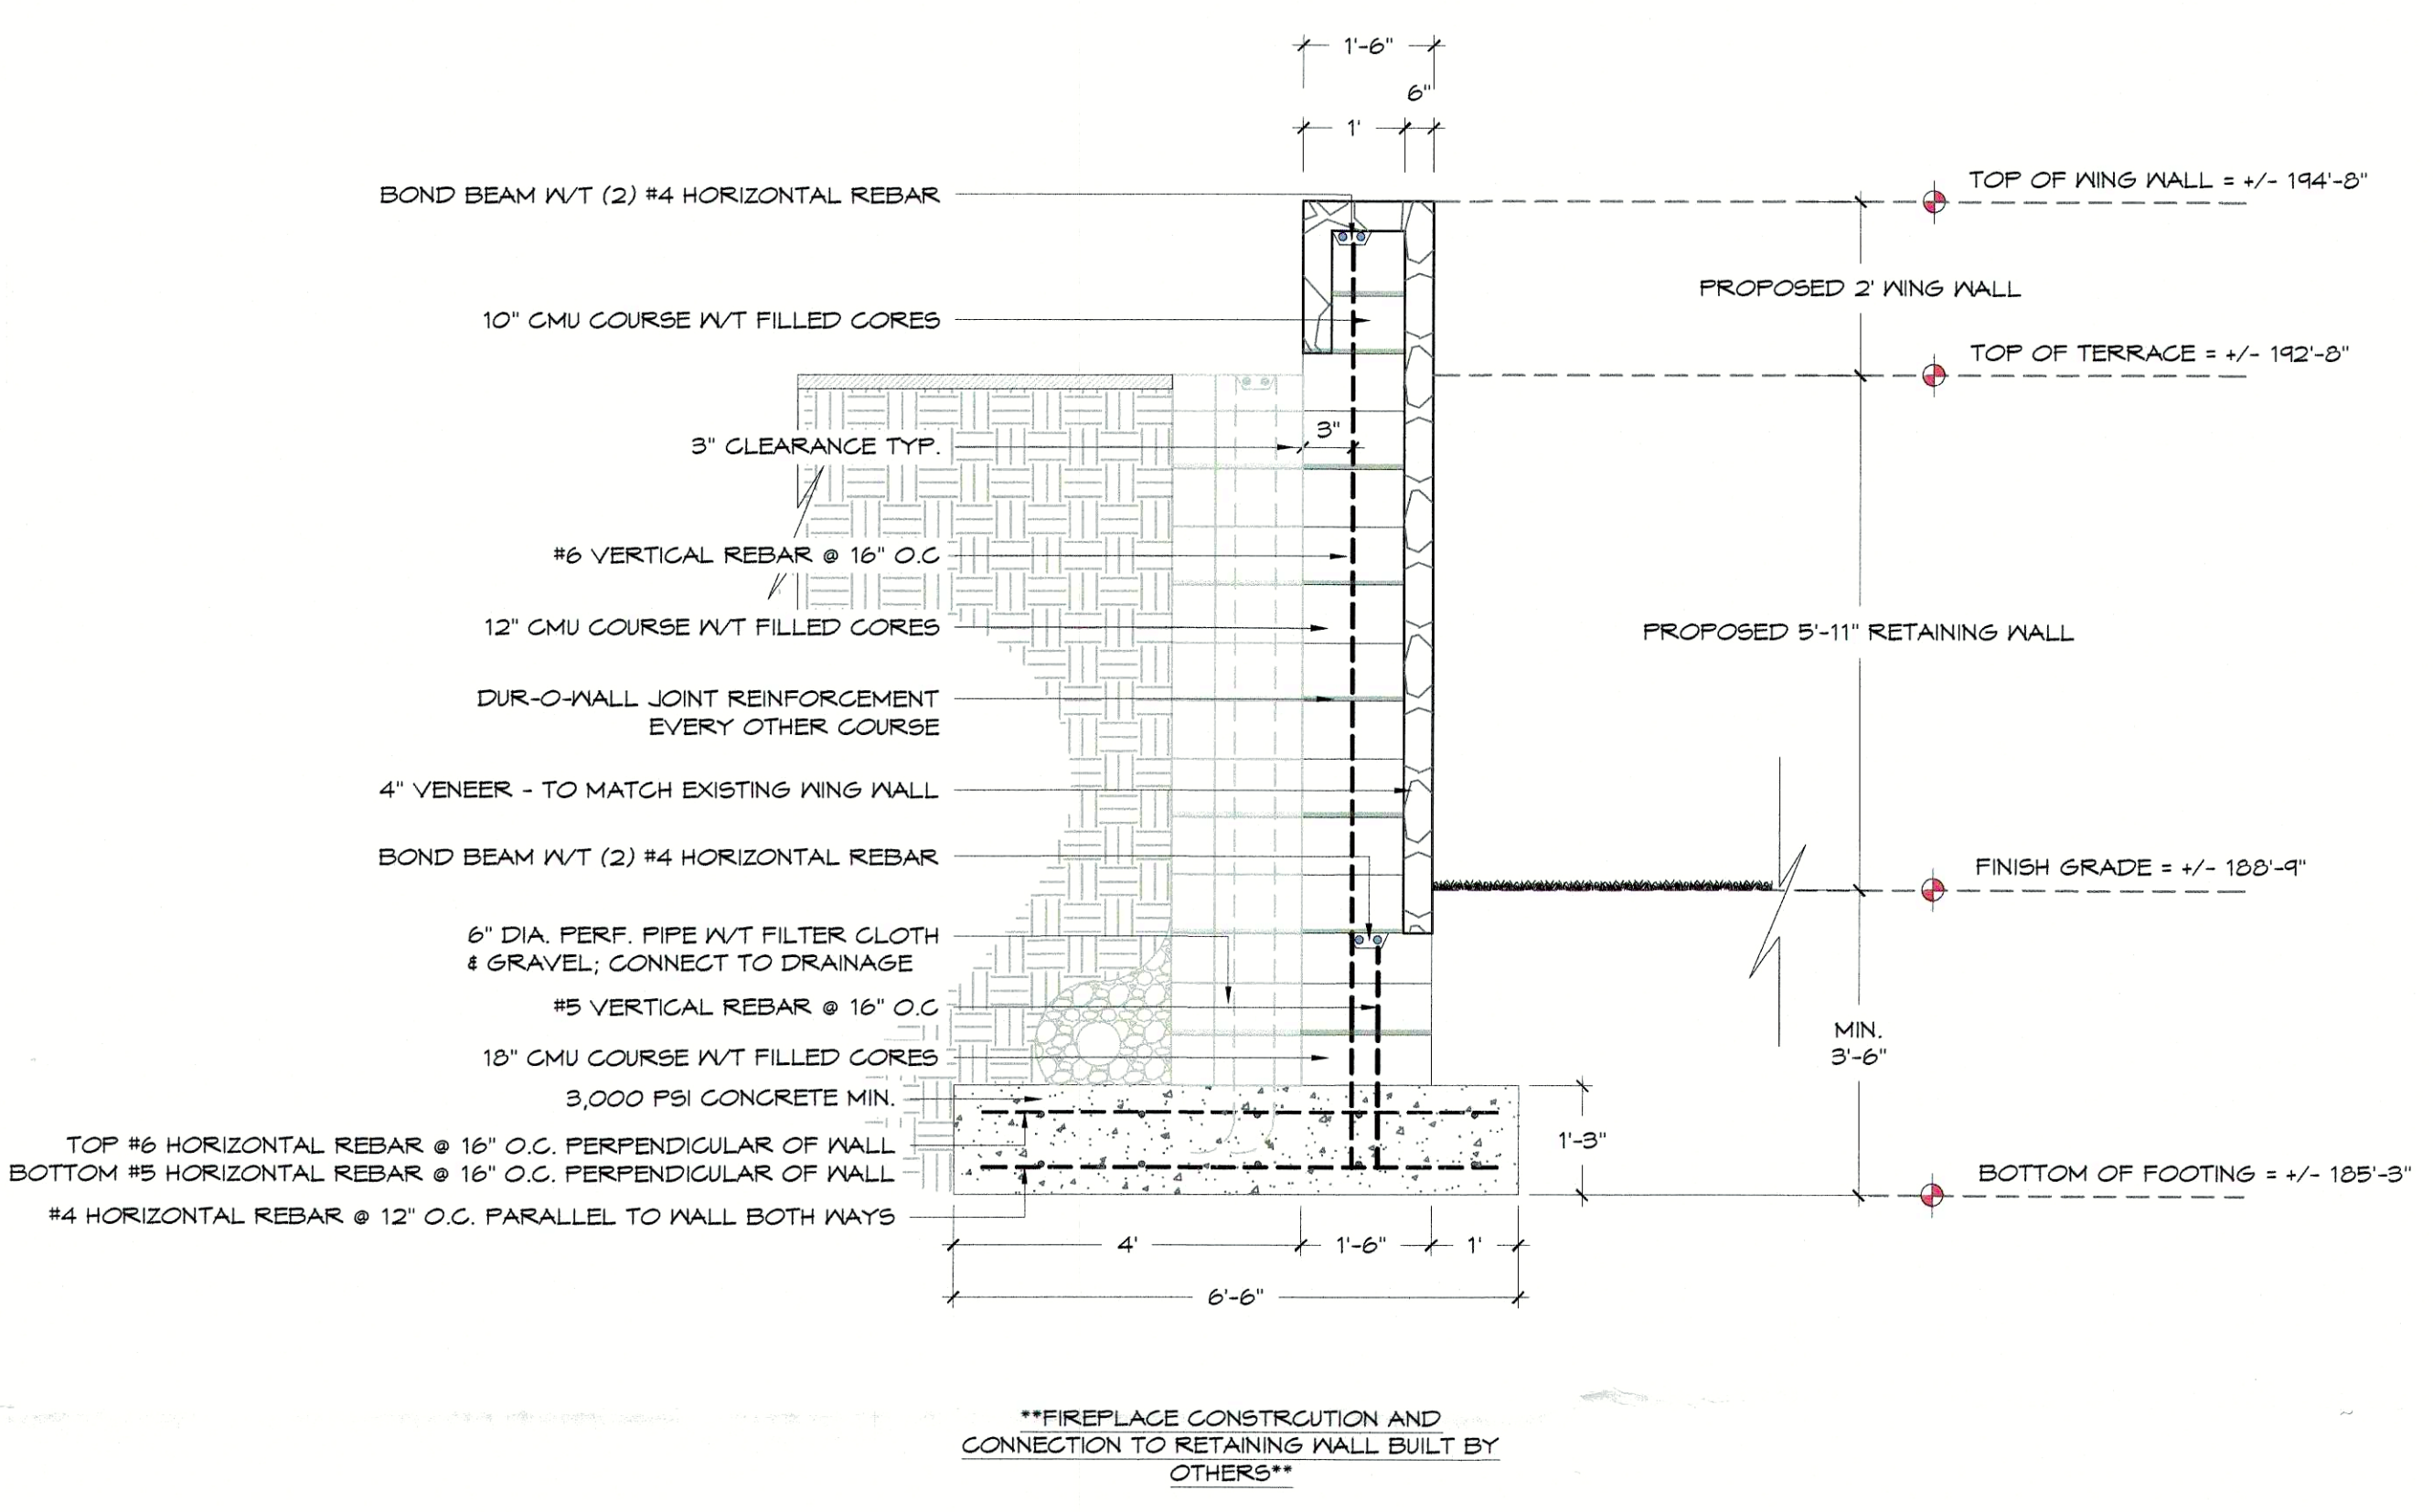 1'-6"
6"
1'
BOND BEAM W/T (2) #4 HORIZONTAL REBAR
TOP OF WING WALL = +/- 194'-8"
PROPOSED 2' WING WALL
10" CMU COURSE W/T FILLED CORES
TOP OF TERRACE = +/- 192'-8"
3"
3" CLEARANCE TYP.
#6 VERTICAL REBAR @ 16" O.C
12" CMU COURSE W/T FILLED CORES
PROPOSED 5'-11" RETAINING WALL
DUR-O-WALL JOINT REINFORCEMENT
EVERY OTHER COURSE
4" VENEER - TO MATCH EXISTING WING WALL
BOND BEAM W/T (2) #4 HORIZONTAL REBAR
FINISH GRADE = +/- 188'-9"
6" DIA. PERF. PIPE W/T FILTER CLOTH
& GRAVEL; CONNECT TO DRAINAGE
#5 VERTICAL REBAR @ 16" O.C
MIN.
3'-6"
18" CMU COURSE W/T FILLED CORES
3,000 PSI CONCRETE MIN.
1'-3"
TOP #6 HORIZONTAL REBAR @ 16" O.C. PERPENDICULAR OF WALL
BOTTOM #5 HORIZONTAL REBAR @ 16" O.C. PERPENDICULAR OF WALL
BOTTOM OF FOOTING = +/- 185'-3"
#4 HORIZONTAL REBAR @ 12" O.C. PARALLEL TO WALL BOTH WAYS
4'
1'-6"
1'
6'-6"
**FIREPLACE CONSTRCUTION AND
CONNECTION TO RETAINING WALL BUILT BY
OTHERS**